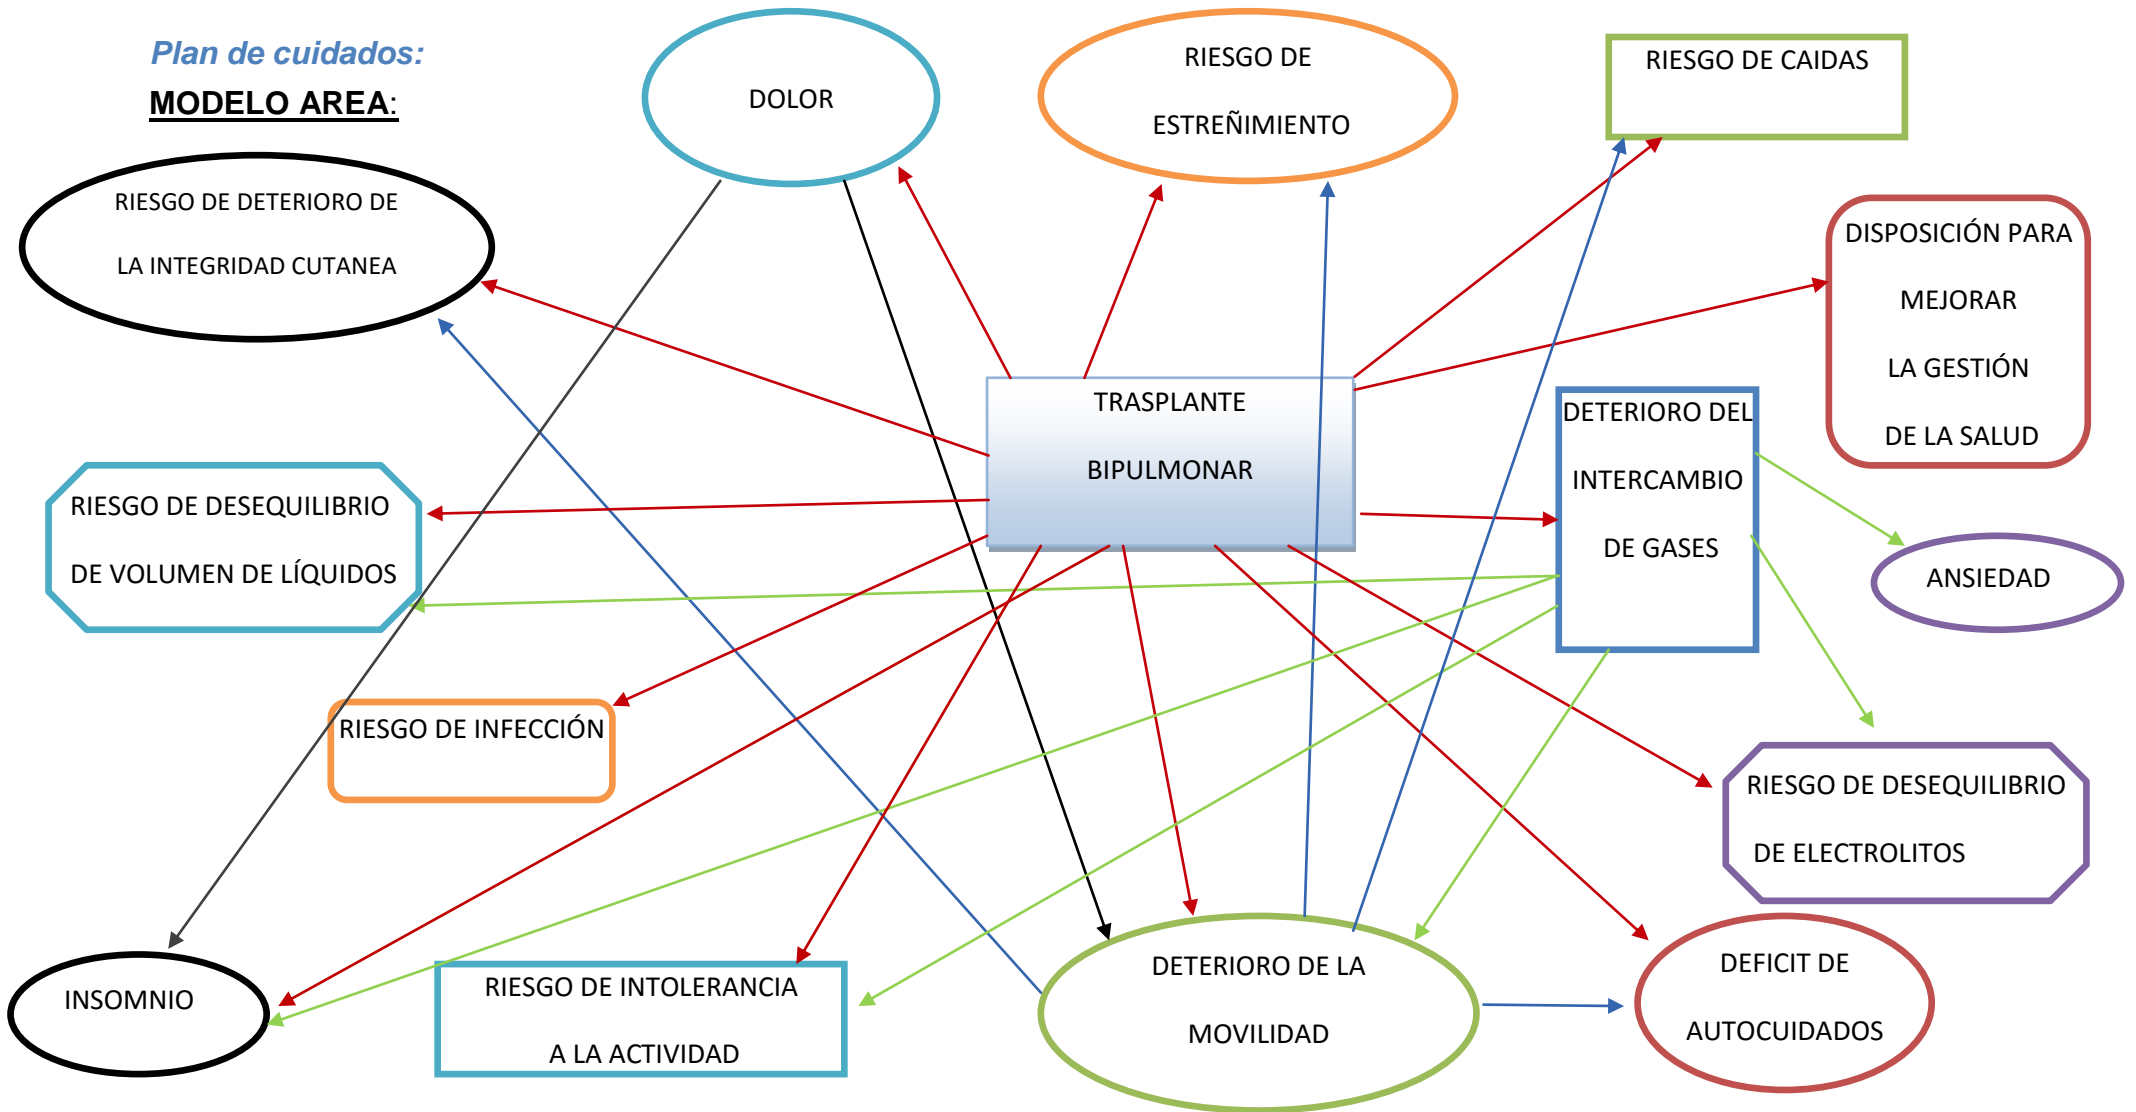 Plan de cuidados:
MODELO AREA:
DOLOR
RIESGO DE
ESTREÑIMIENTO
RIESGO DE CAIDAS
RIESGO DE DETERIORO DE
LA INTEGRIDAD CUTANEA
DISPOSICIÓN PARA
MEJORAR
LA GESTIÓN
DE LA SALUD
TRASPLANTE
BIPULMONAR
DETERIORO DEL
INTERCAMBIO
DE GASES
RIESGO DE DESEQUILIBRIO
DE VOLUMEN DE LÍQUIDOS
ANSIEDAD
RIESGO DE INFECCIÓN
RIESGO DE DESEQUILIBRIO
DE ELECTROLITOS
INSOMNIO
RIESGO DE INTOLERANCIA
A LA ACTIVIDAD
DETERIORO DE LA
MOVILIDAD
DEFICIT DE
AUTOCUIDADOS